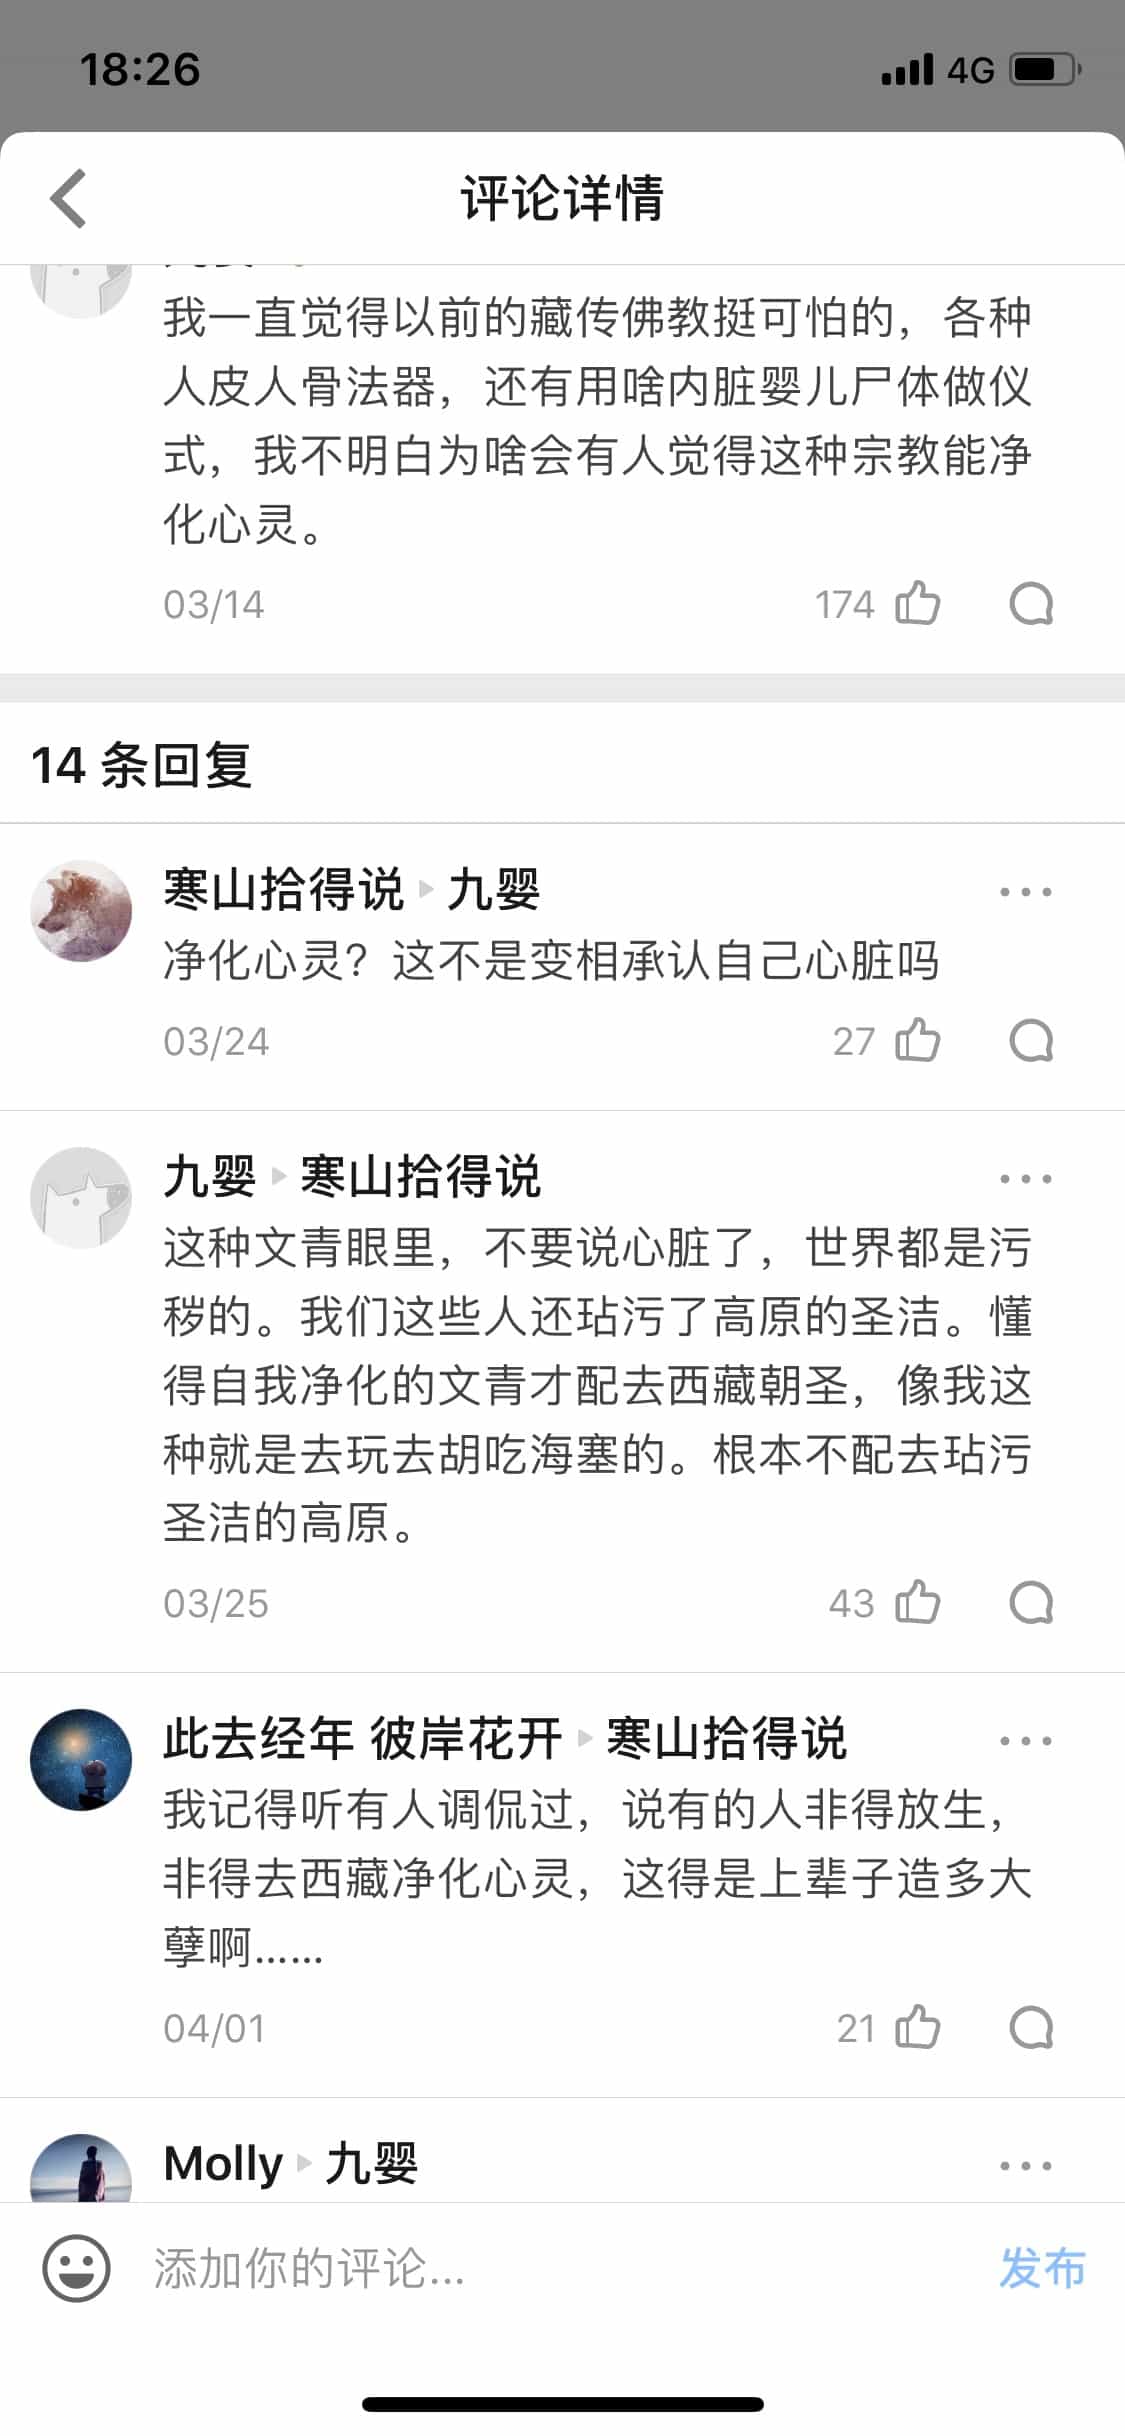 18:26
4G
评论详情
我一直觉得以前的藏传佛教挺可怕的，各种
人皮人骨法器，还有用啥内脏婴儿尸体做仪
式，我不明白为啥会有人觉得这种宗教能净
化心灵。
03/14
174
14 条回复
寒山拾得说 ▸ 九婴
净化心灵？这不是变相承认自己心脏吗
03/24
27
九婴 ▸ 寒山拾得说
这种文青眼里，不要说心脏了，世界都是污
秽的。我们这些人还玷污了高原的圣洁。懂
得自我净化的文青才配去西藏朝圣，像我这
种就是去玩去胡吃海塞的。根本不配去玷污
圣洁的高原。
03/25
43
此去经年 彼岸花开 ▸ 寒山拾得说
我记得听有人调侃过，说有的人非得放生，
非得去西藏净化心灵，这得是上辈子造多大
孽啊……
04/01
21
Molly ▸ 九婴
添加你的评论...
发布